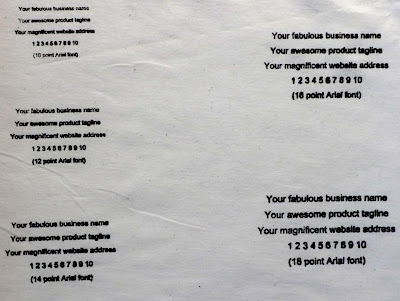 Your fabulous business name
Your awesome product tagline
Your magnificent website address
1 2 3 4 5 6 7 8 9 10
(10 point Arial font)
Your fabulous business name
Your awesome product tagline
Your magnificent website address
1 2 3 4 5 6 7 8 9 10
(12 point Arial font)
Your fabulous business name
Your awesome product tagline
Your magnificent website address
1 2 3 4 5 6 7 8 9 10
(14 point Arial font)
Your fabulous business name
Your awesome product tagline
Your magnificent website address
1 2 3 4 5 6 7 8 9 10
(16 point Arial font)
Your fabulous business name
Your awesome product tagline
Your magnificent website address
1 2 3 4 5 6 7 8 9 10
(18 point Arial font)